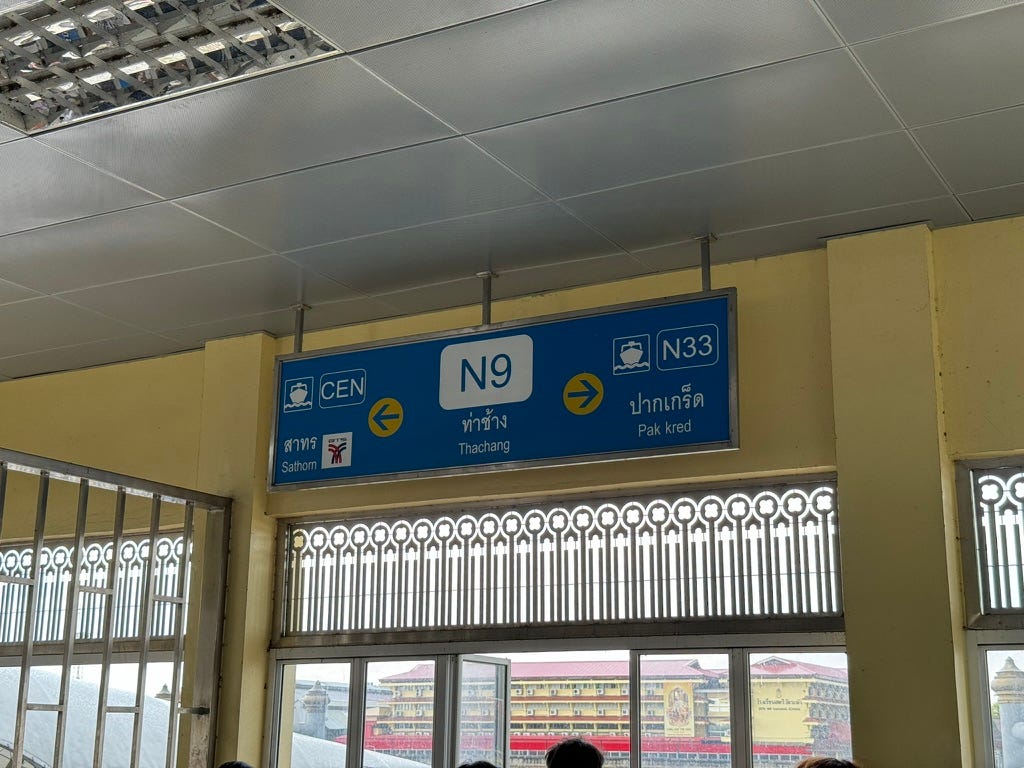 CEN
สาทร
Sathorn
BTS
N9
ท่าช้าง
Thachang
N33
ปากเกร็ด
Pak kred